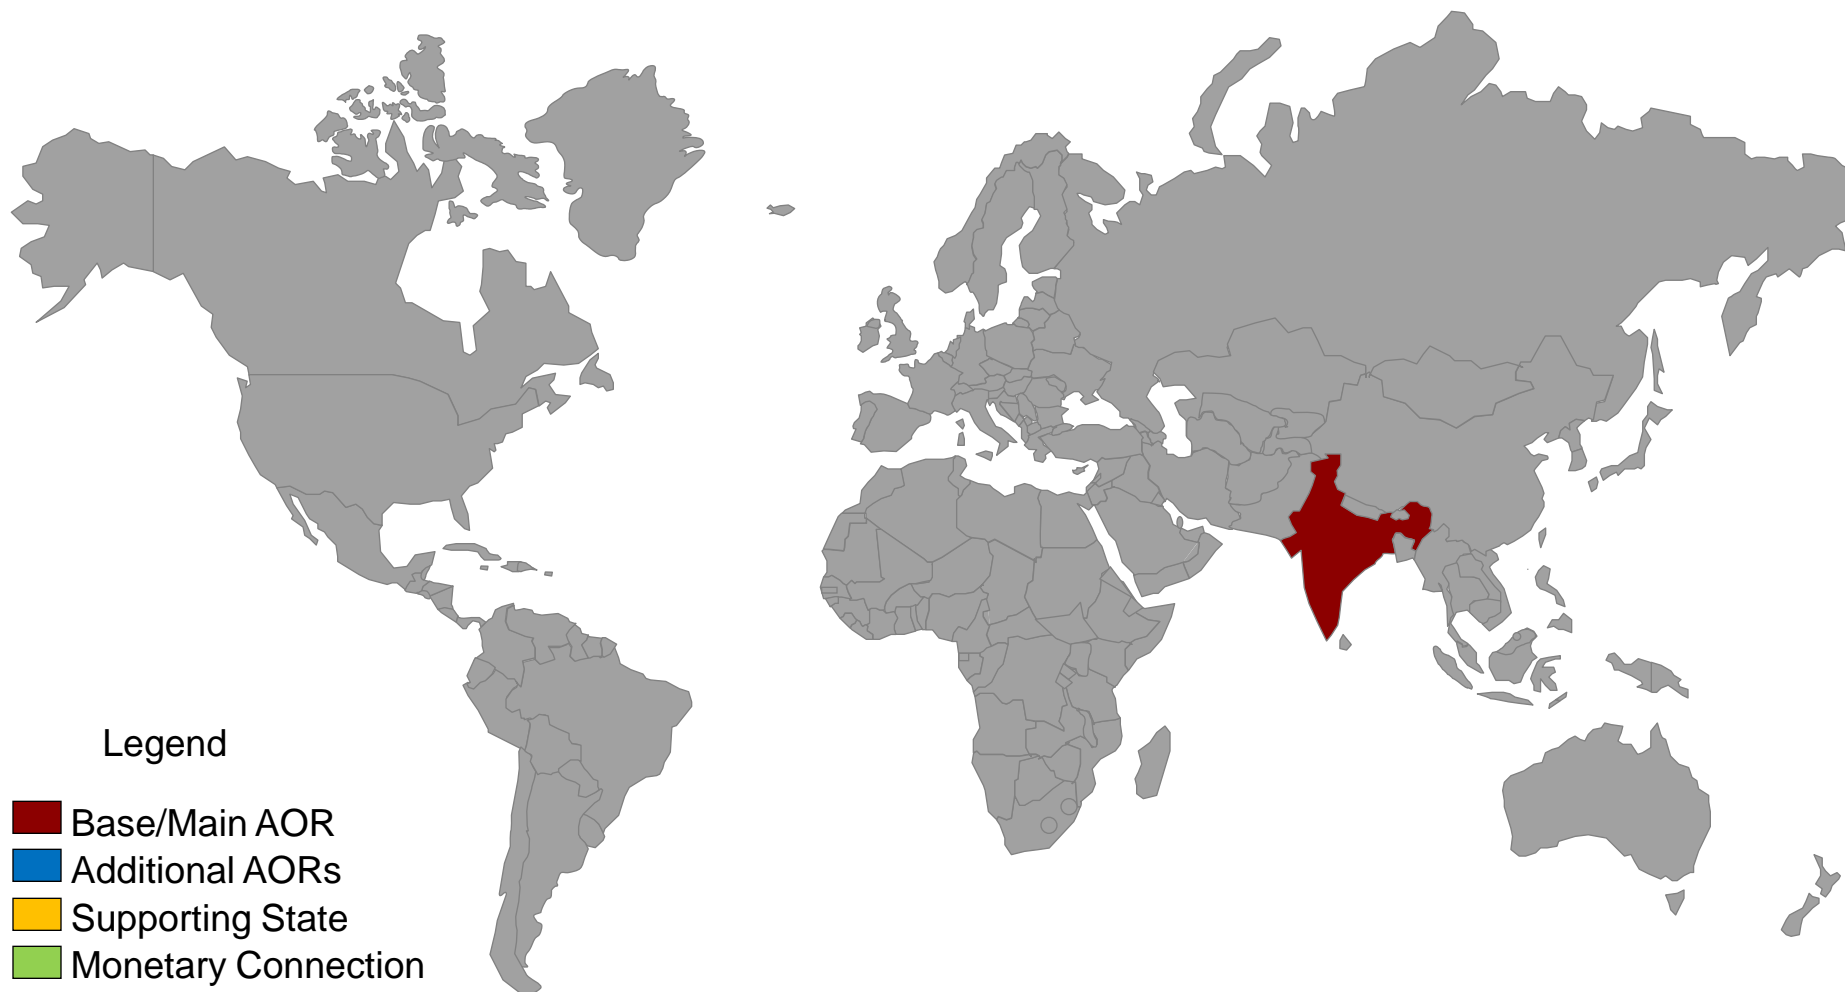 Legend
Base/Main AOR
Additional AORs
Supporting State
Monetary Connection